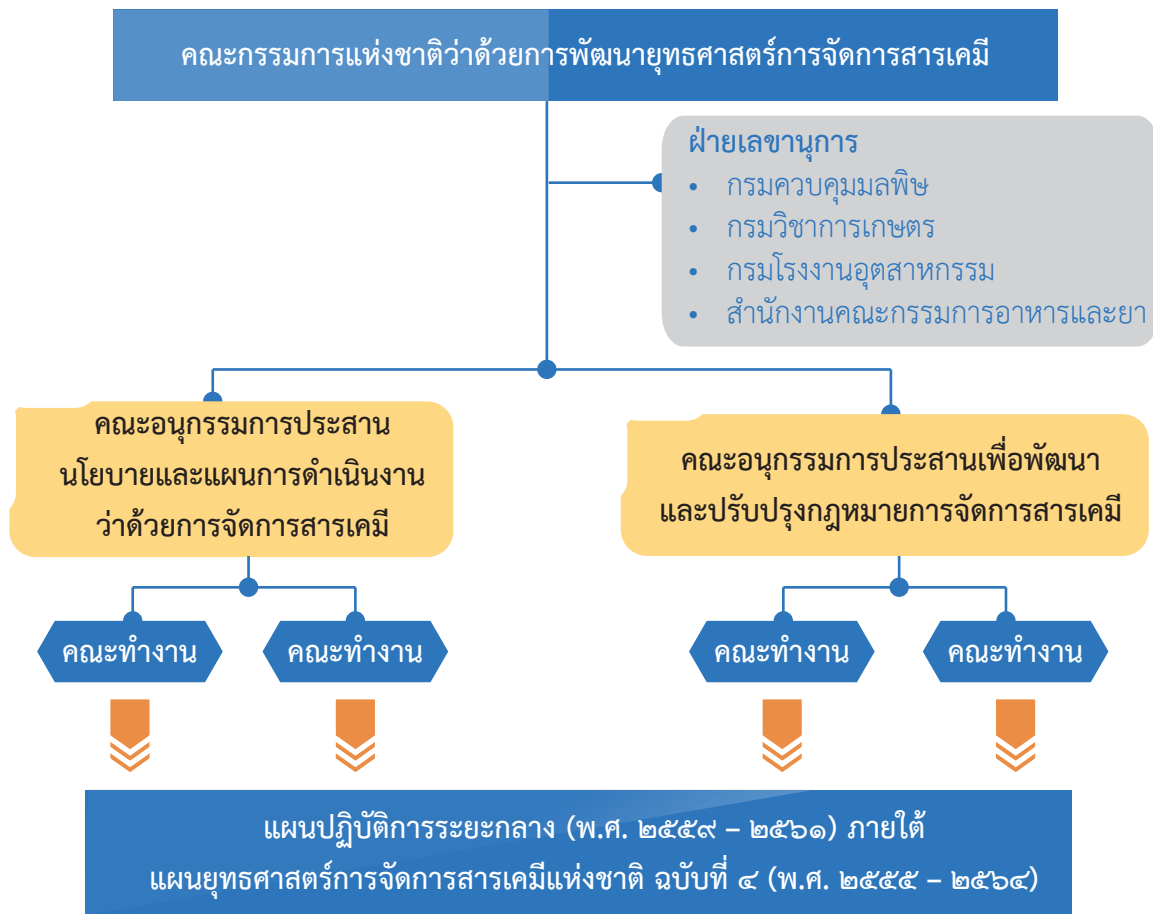 คณะกรรมการแห่งชาติว่าด้วยการพัฒนายุทธศาสตร์การจัดการสารเคมี
ฝ่ายเลขานุการ
• กรมควบคุมมลพิษ
• กรมวิชาการเกษตร
• กรมโรงงานอุตสาหกรรม
• สำนักงานคณะกรรมการอาหารและยา
คณะอนุกรรมการประสาน
นโยบายและแผนการดำเนินงาน
ว่าด้วยการจัดการสารเคมี
คณะอนุกรรมการประสานเพื่อพัฒนา
และปรับปรุงกฎหมายการจัดการสารเคมี
คณะทำงาน
คณะทำงาน
คณะทำงาน
คณะทำงาน
แผนปฏิบัติการระยะกลาง (พ.ศ. ๒๕๕๙ – ๒๕๖๑) ภายใต้
แผนยุทธศาสตร์การจัดการสารเคมีแห่งชาติ ฉบับที่ ๔ (พ.ศ. ๒๕๕๕ – ๒๕๖๔)